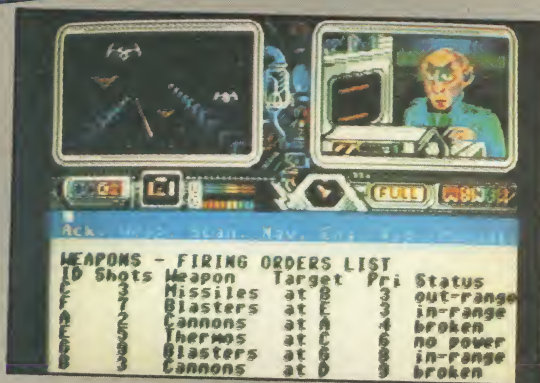 FULL
Ack. Scan. Nav.
WEAPONS - FIRING ORDERS LIST
ID Shots Weapon Target Pri Status
3 Missiles at B 3 out-range
7 Blasters at E 3 in-range
2 Cannons at A 4 broken
5 Thermos at C 6 no power
Blasters at 8 in-range
B 3 Cannons at D 9 broken